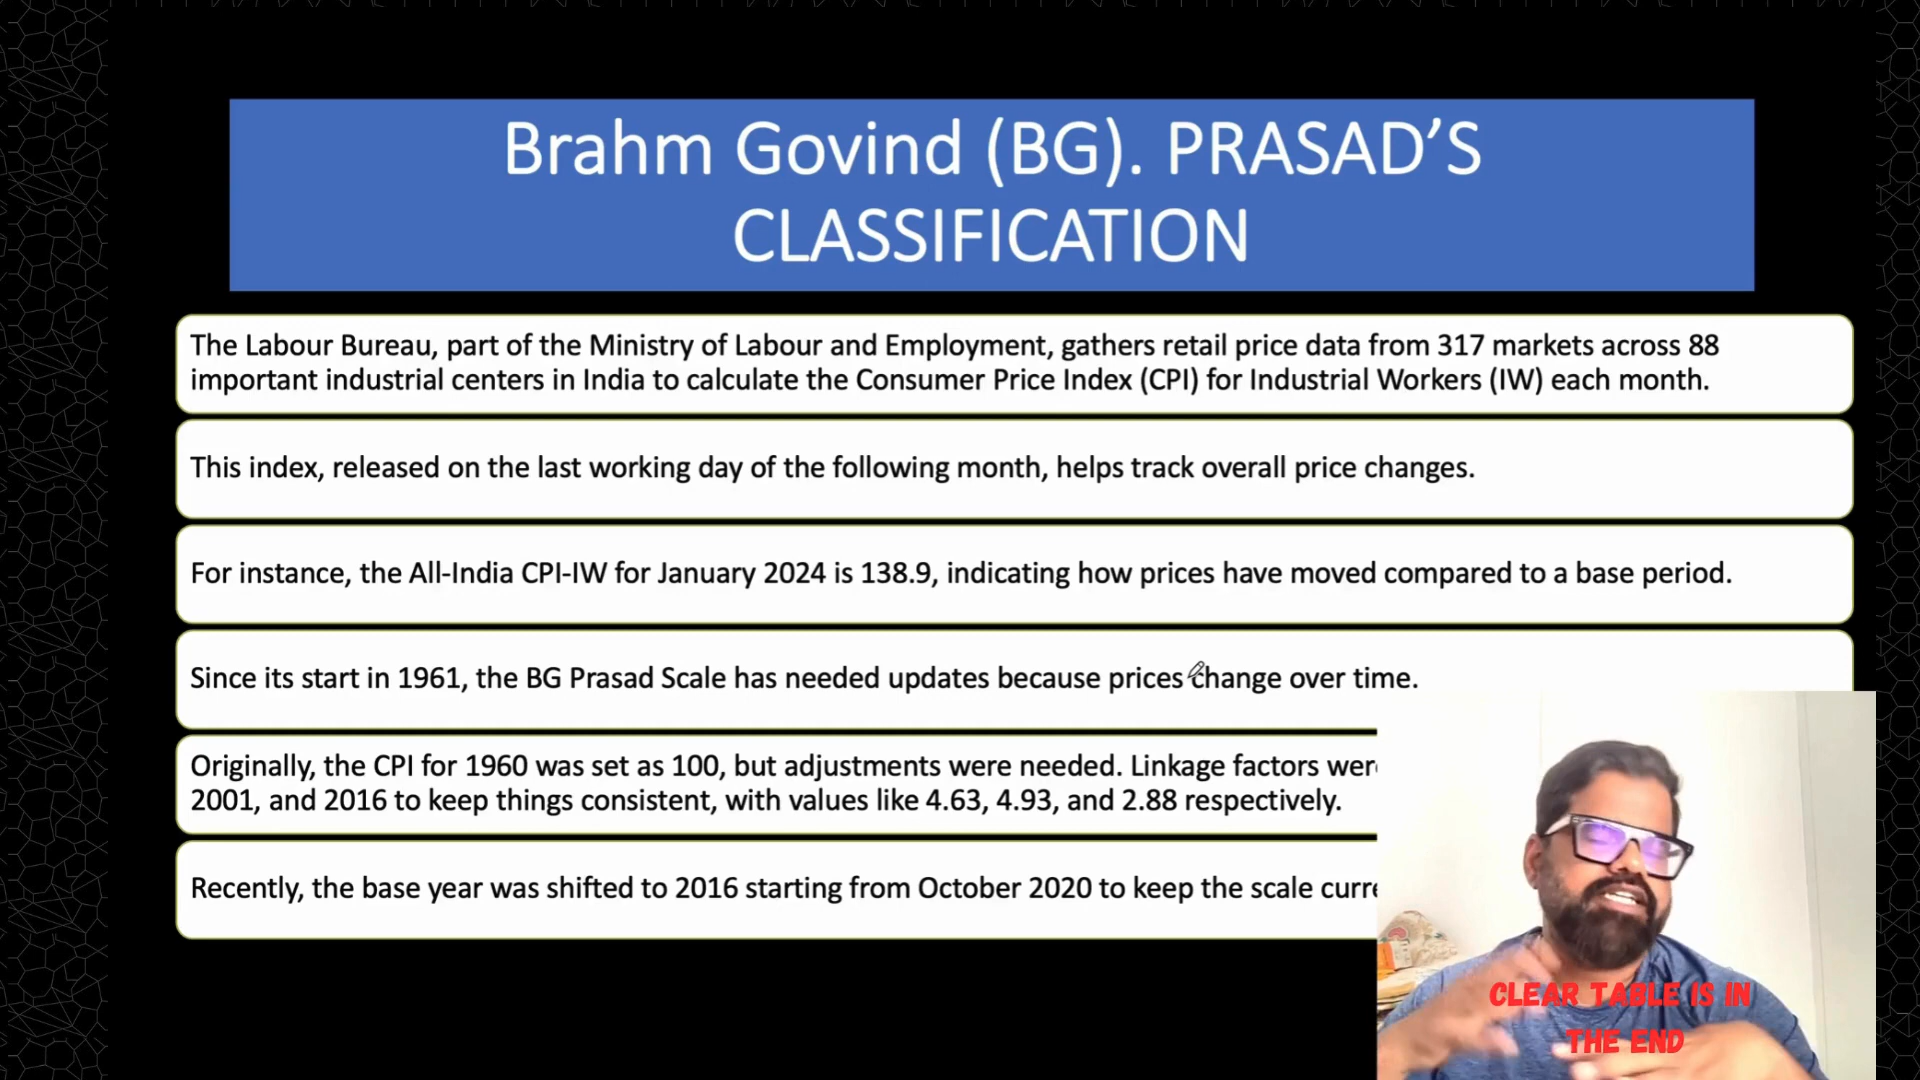 Brahm Govind (BG). PRASAD’S
CLASSIFICATION
The Labour Bureau, part of the Ministry of Labour and Employment, gathers retail price data from 317 markets across 88
important industrial centers in India to calculate the Consumer Price Index (CPI) for Industrial Workers (IW) each month.
This index, released on the last working day of the following month, helps track overall price changes.
For instance, the All-India CPI-IW for January 2024 is 138.9, indicating how prices have moved compared to a base period.
Since its start in 1961, the BG Prasad Scale has needed updates because prices change over time.
Originally, the CPI for 1960 was set as 100, but adjustments were needed. Linkage factors
2001, and 2016 to keep things consistent, with values like 4.63, 4.93, and 2.88 respectively.
Recently, the base year was shifted to 2016 starting from October 2020 to keep the scale
CLEAR TABLE IS IN
THE END